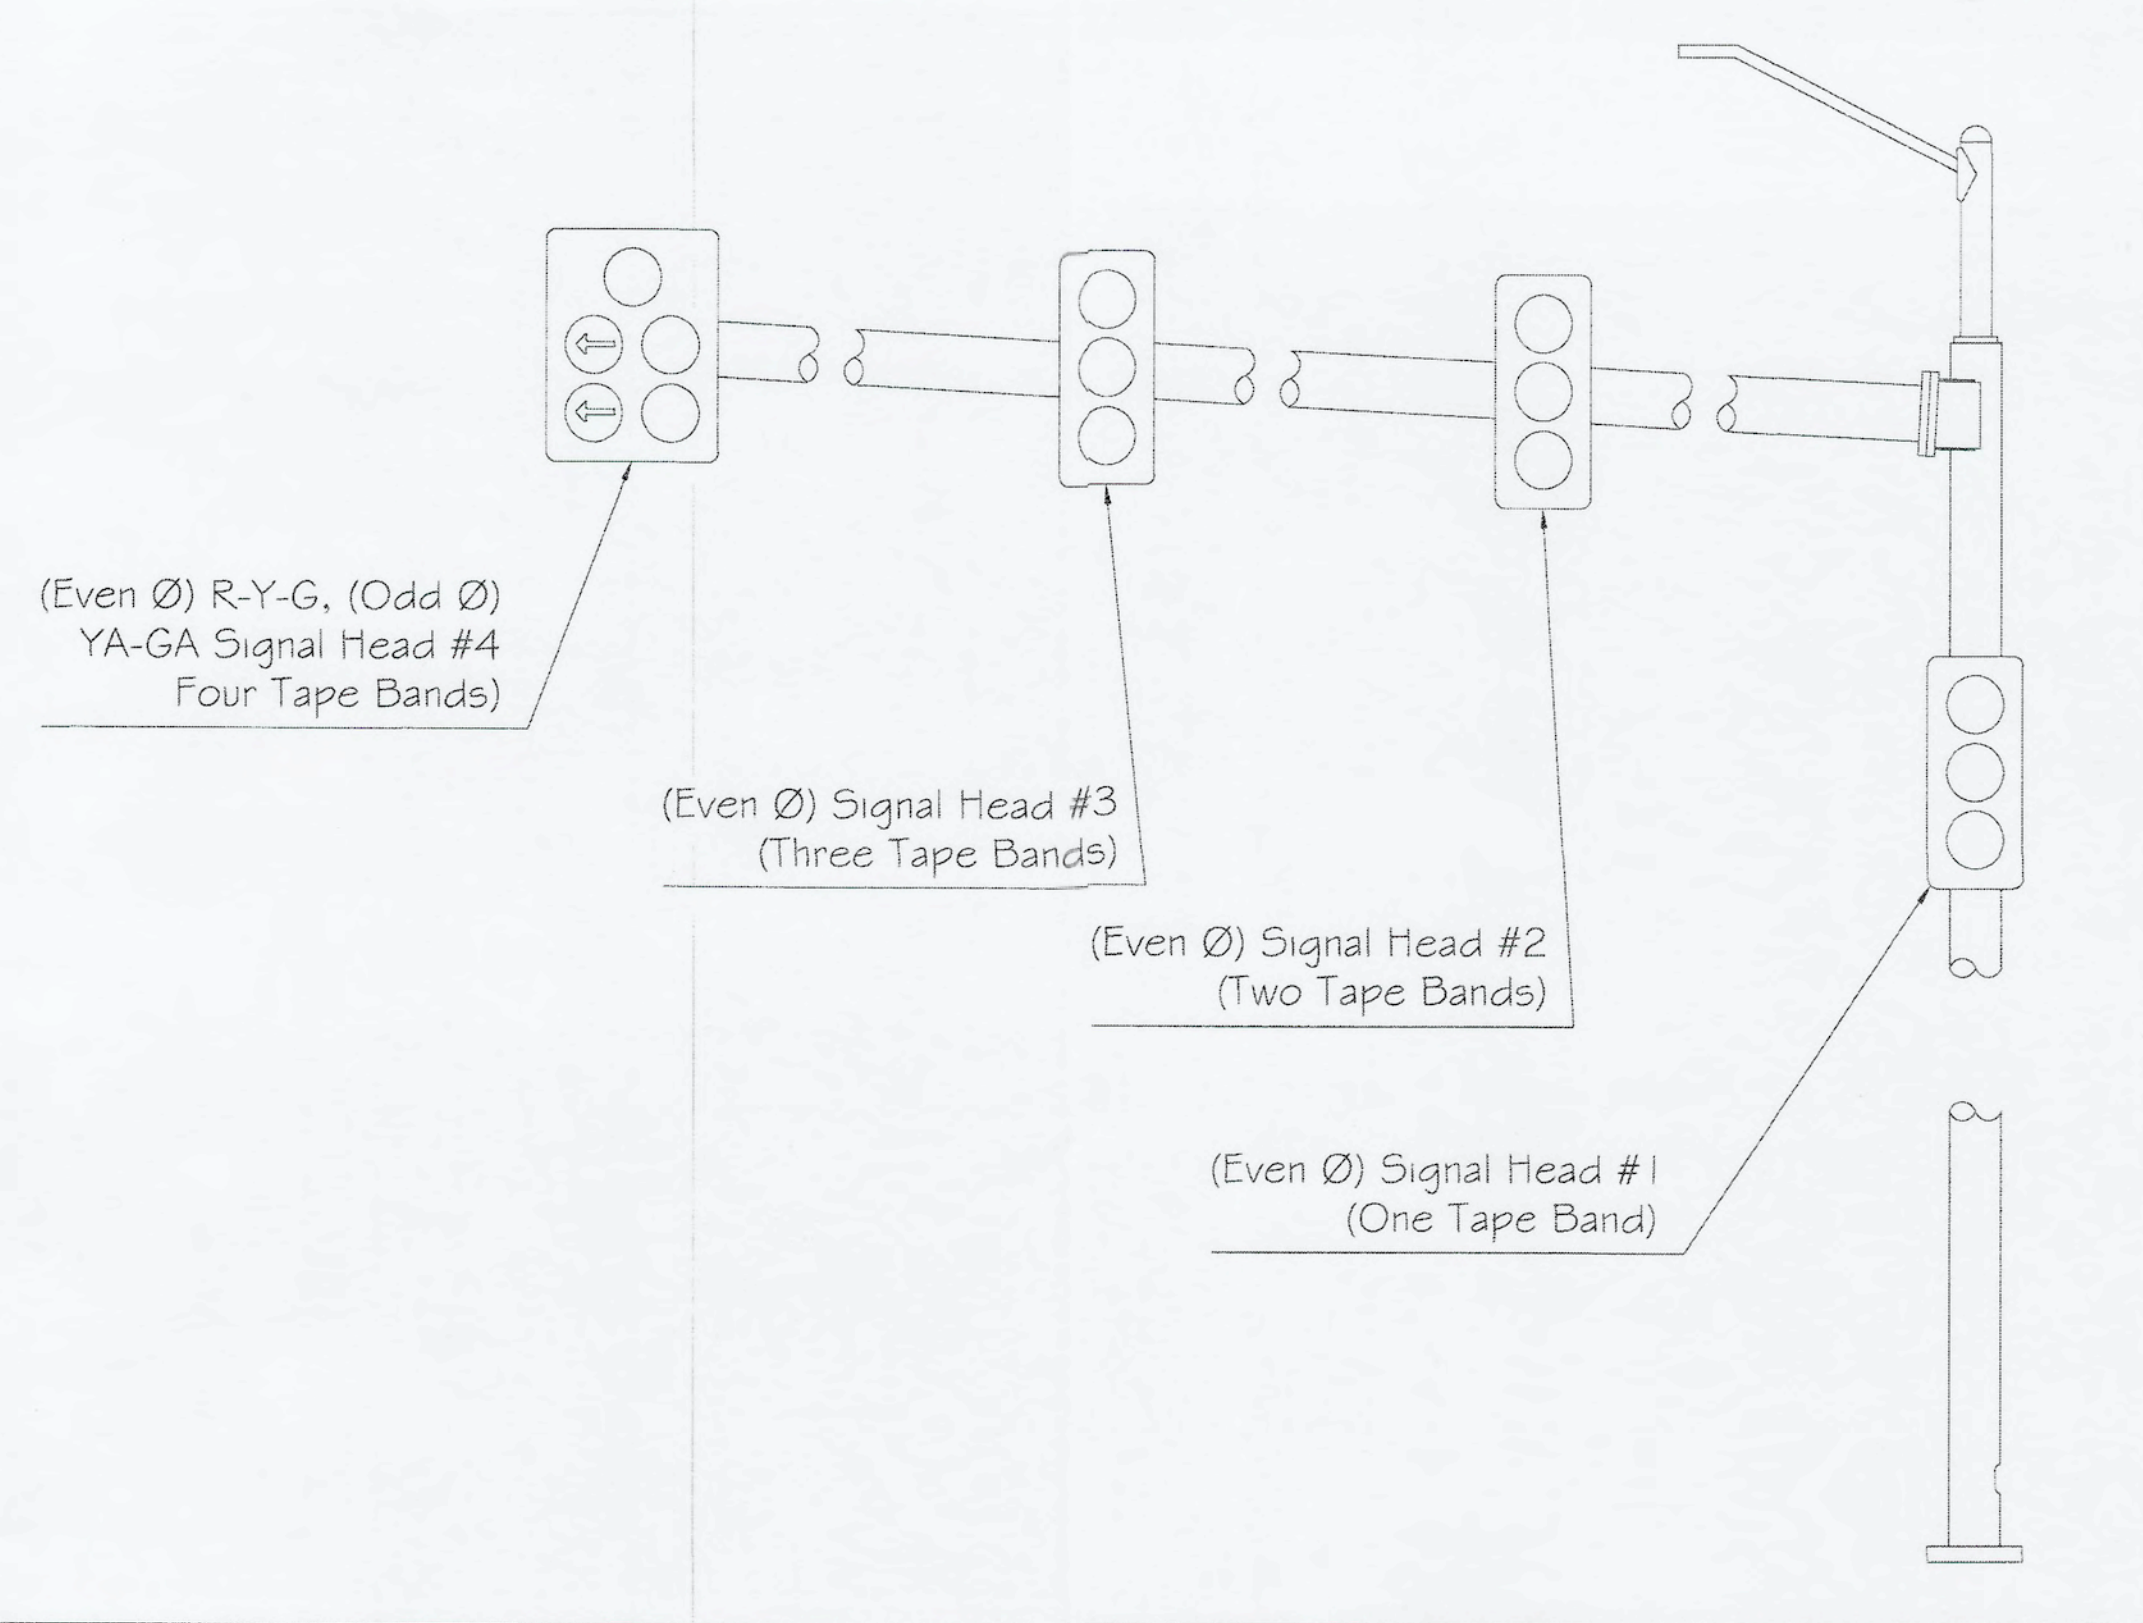 (Even Ø) R-Y-G, (Odd Ø)
YA-GA Signal Head #4
Four Tape Bands)
(Even Ø) Signal Head #3
(Three Tape Bands)
(Even Ø) Signal Head #2
(Two Tape Bands)
(Even Ø) Signal Head #1
(One Tape Band)